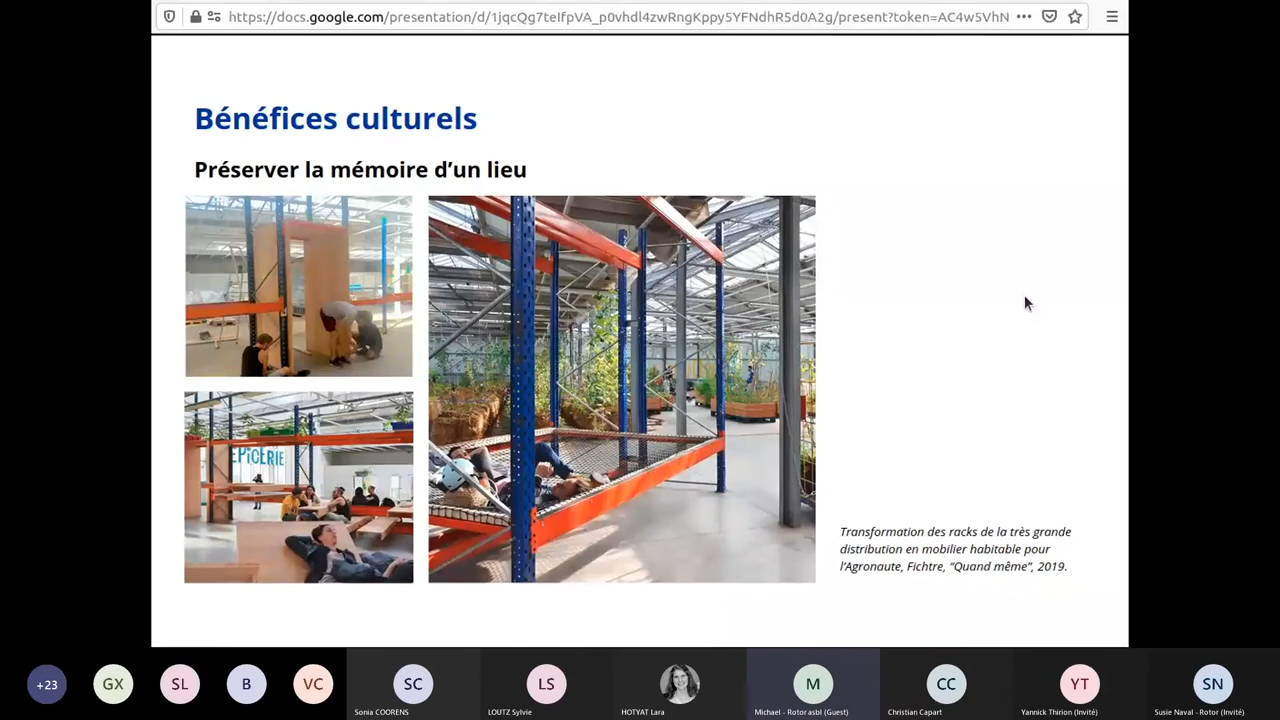 https://docs.google.com/presentation/d/1jqcQg7teIfpVA_p0vhdl4zwRngKppy5YFNdhR5d0A2g/present?token=AC4w5VhN
Bénéfices culturels
Préserver la mémoire d’un lieu
EPICERIE
Transformation des racks de la très grande
distribution en mobilier habitable pour
l’Agronaute, Fichtre, “Quand même”, 2019.
+23
GX
SL
B
VC
SC
LS
M
CC
YT
SN
Sonia COORENS
LOUTZ Sylvie
HOTYAT Lara
Michael - Rotor asbl (Guest)
Christian Capart
Yannick Thirion (Invité)
Susie Naval - Rotor (Invité)